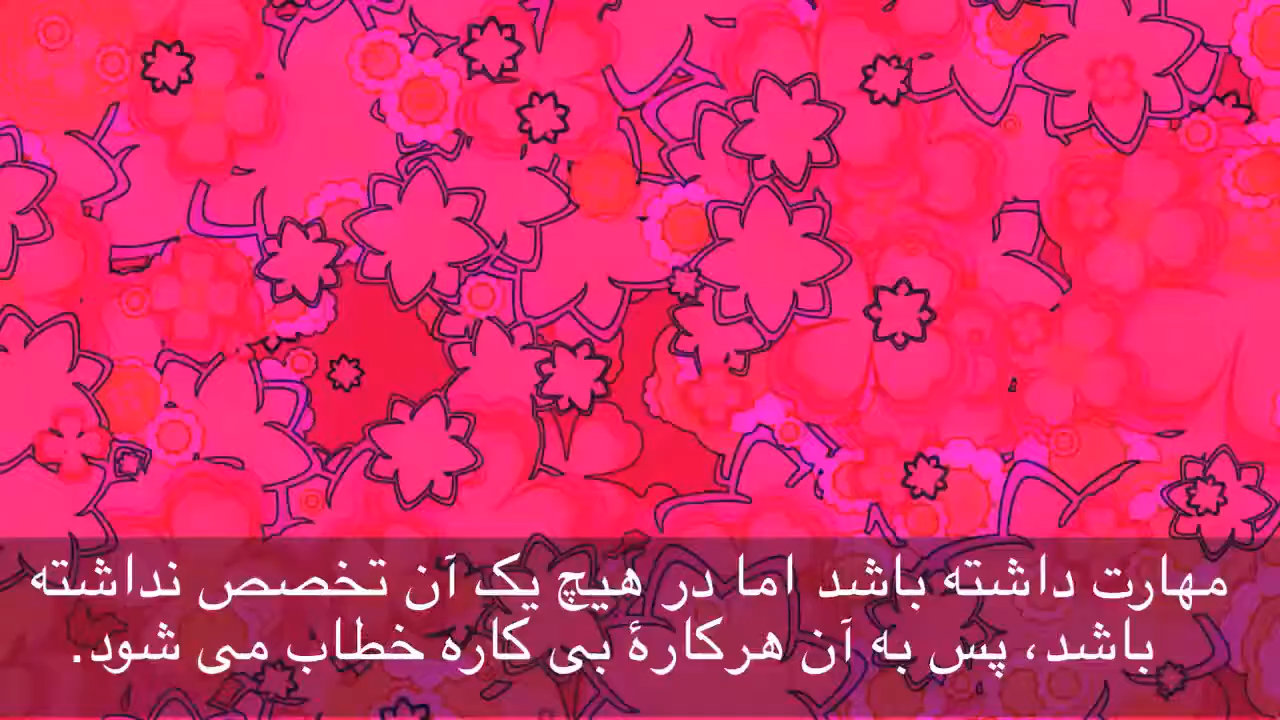 مهارت داشته باشد اما در هیچ یک آن تخصص نداشته
باشد، پس به آن هرکارۀ بی کاره خطاب می شود.